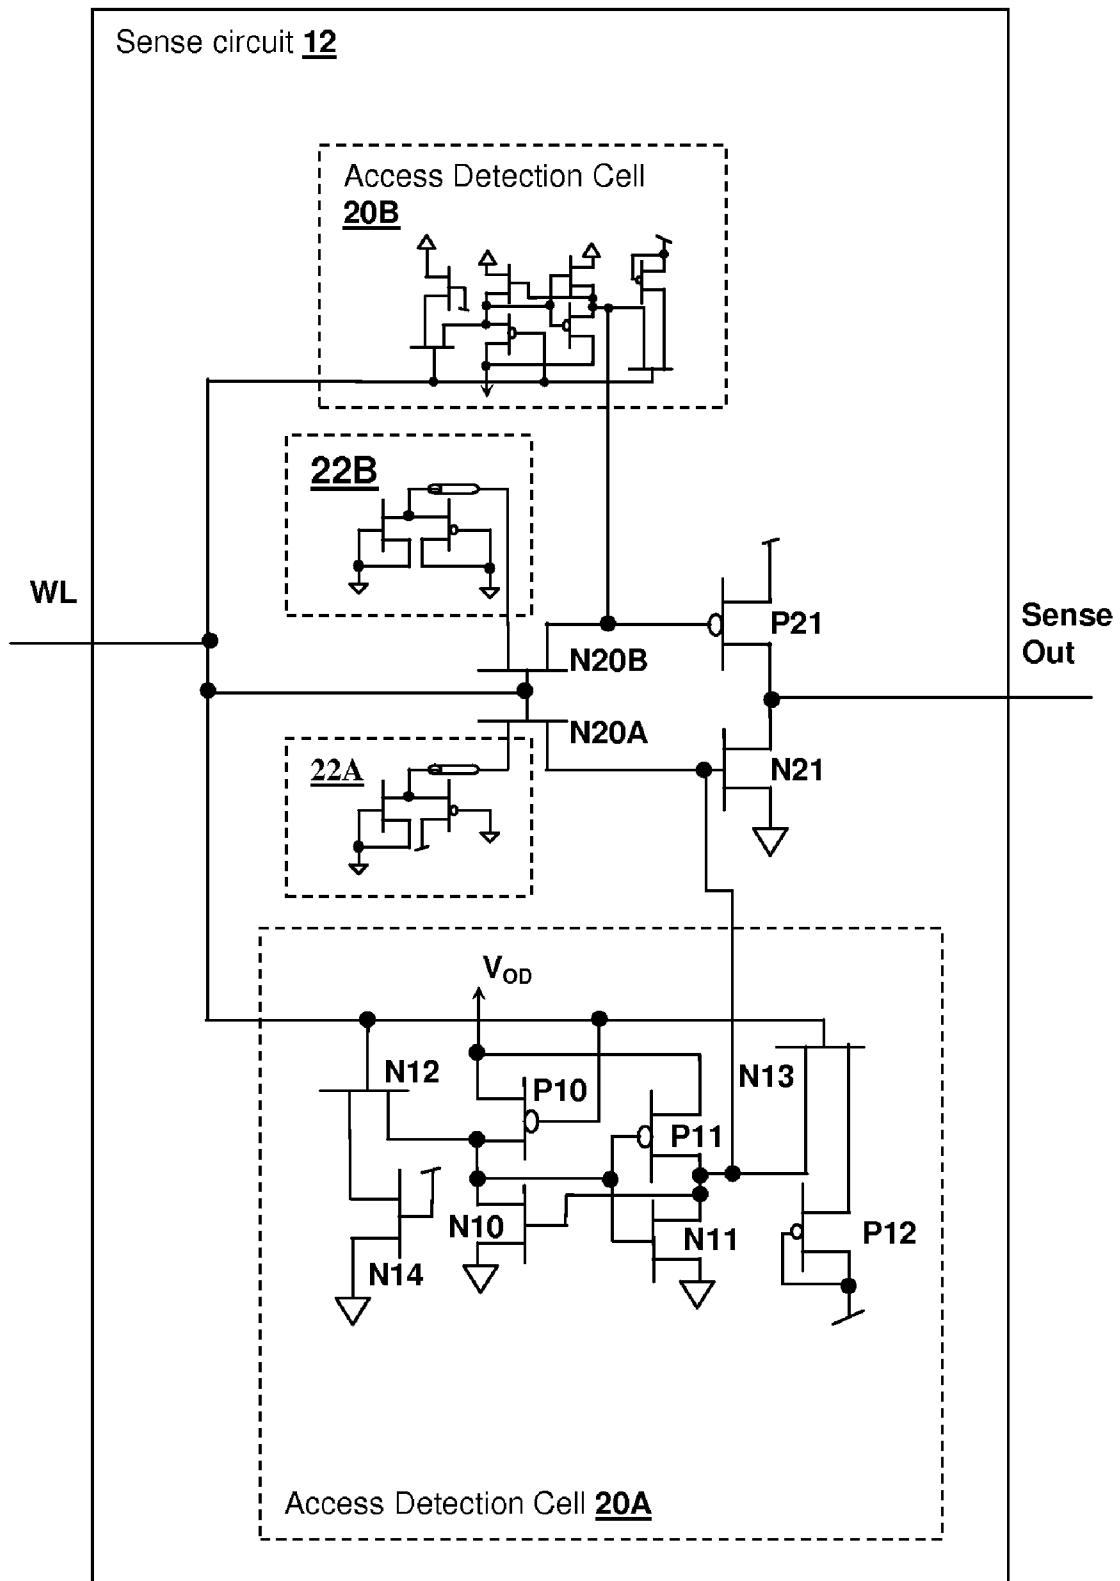 Sense circuit 12
Access Detection Cell
20B
22B
WL
P21
Sense
Out
N20B
N20A
22A
N21
VOD
N12
P10
N13
P11
N10
N11
P12
N14
Access Detection Cell 20A